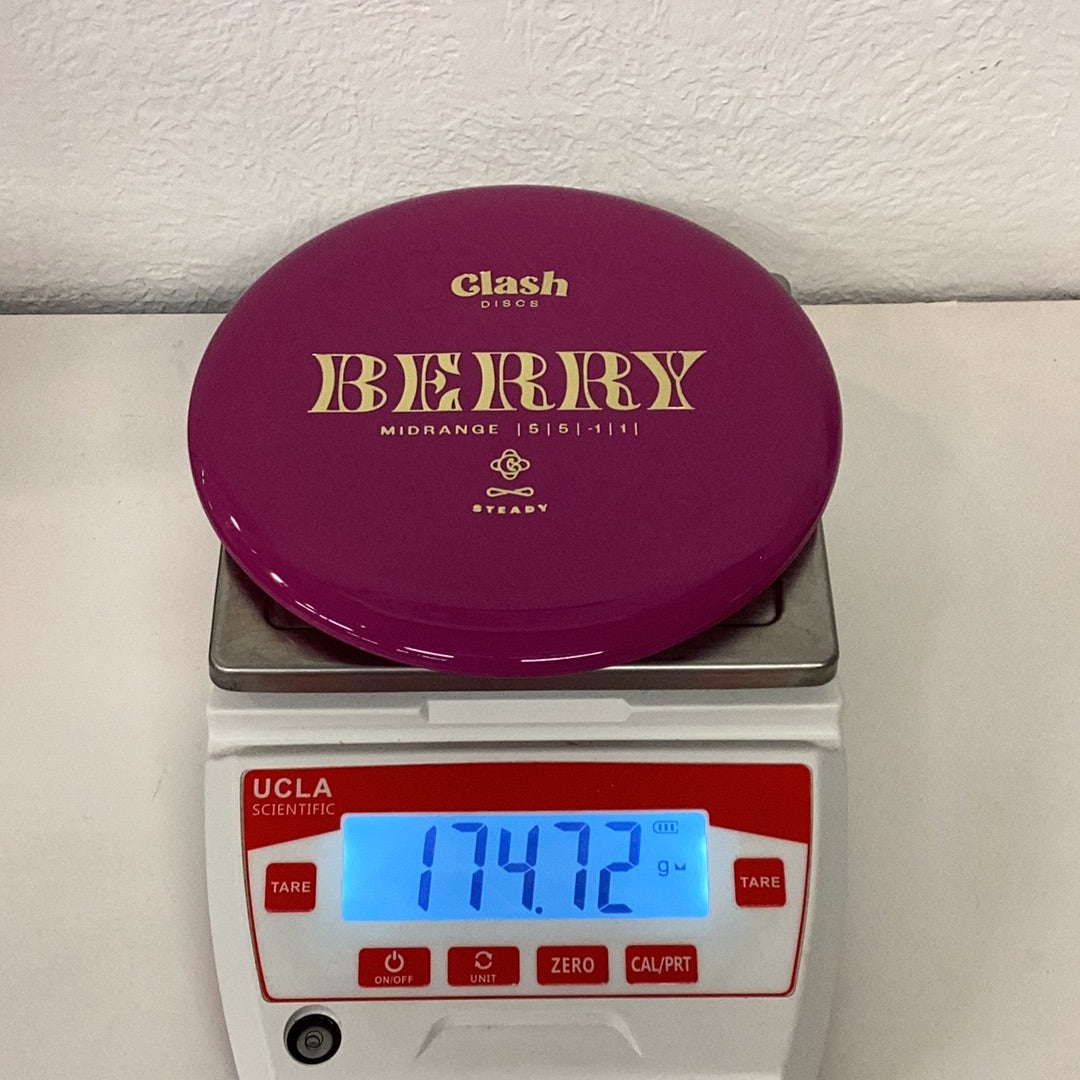 Clash
DISCS
BERRY
MIDRANGE |5|5|-1|1|
STEADY
UCLA
SCIENTIFIC
174.72
g
TARE
TARE
ON/OFF
UNIT
ZERO
CAL/PRT